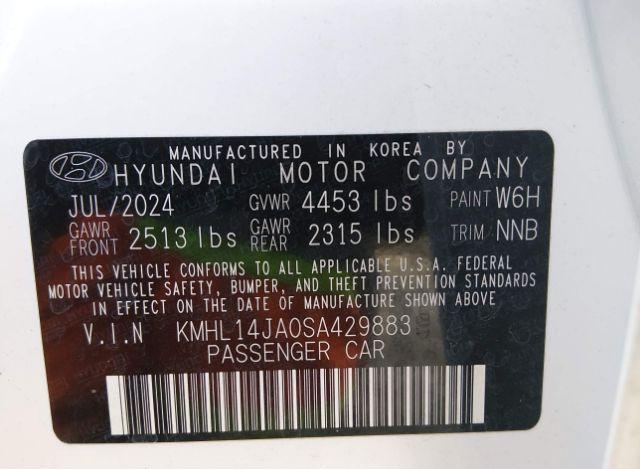 MANUFACTURED IN KOREA BY
HYUNDAI MOTOR COMPANY
JUL/2024 GVWR 4453 lbs PAINT W6H
GAWR FRONT 2513 lbs GAWR REAR 2315 lbs TRIM NNB
THIS VEHICLE CONFORMS TO ALL APPLICABLE U.S.A. FEDERAL
MOTOR VEHICLE SAFETY, BUMPER, AND THEFT PREVENTION STANDARDS
IN EFFECT ON THE DATE OF MANUFACTURE SHOWN ABOVE
V.I.N KMHL14JA0SA429883
PASSENGER CAR